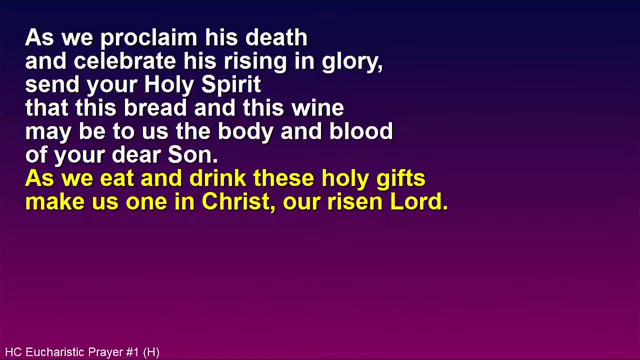 As we proclaim his death
and celebrate his rising in glory,
send your Holy Spirit
that this bread and this wine
may be to us the body and blood
of your dear Son.
As we eat and drink these holy gifts
make us one in Christ, our risen Lord.
HC Eucharistic Prayer #1 (H)